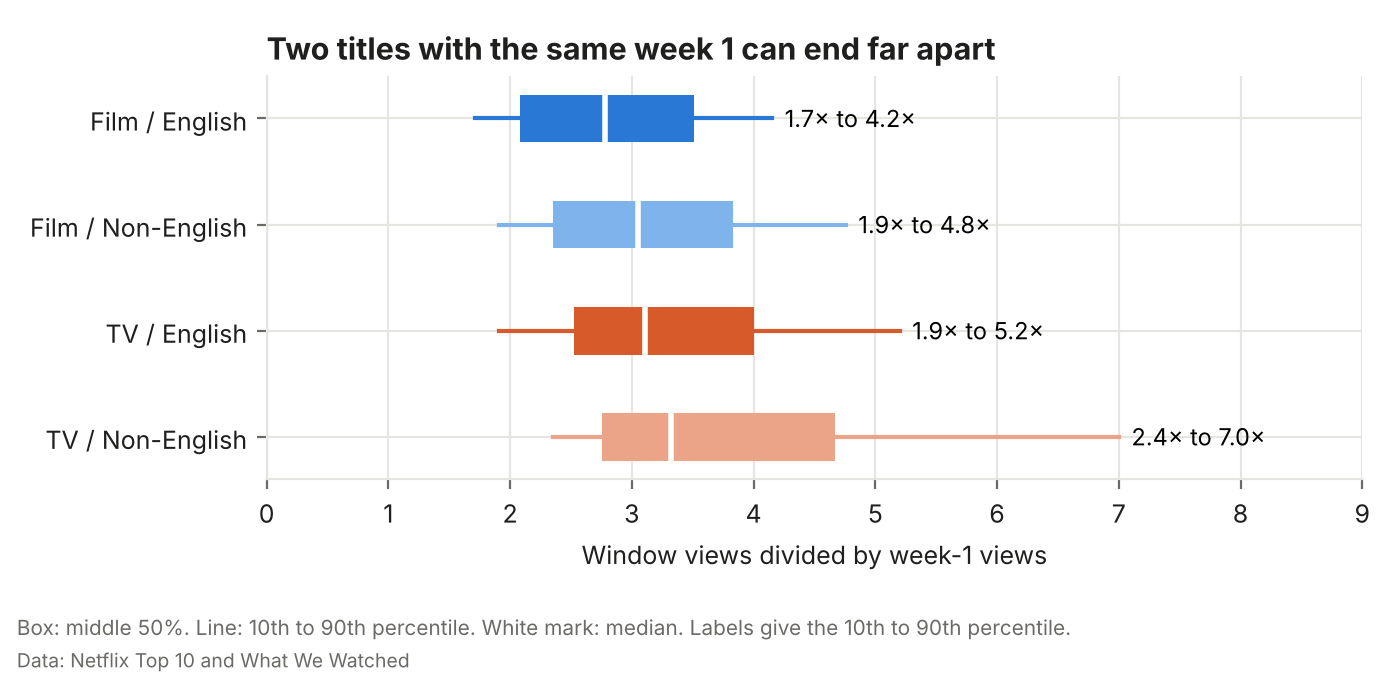 Two titles with the same week 1 can end far apart
Film / English
1.7× to 4.2×
Film / Non-English
1.9× to 4.8×
TV / English
1.9× to 5.2×
TV / Non-English
2.4× to 7.0×
0 1 2 3 4 5 6 7 8 9
Window views divided by week-1 views
Box: middle 50%. Line: 10th to 90th percentile. White mark: median. Labels give the 10th to 90th percentile.
Data: Netflix Top 10 and What We Watched